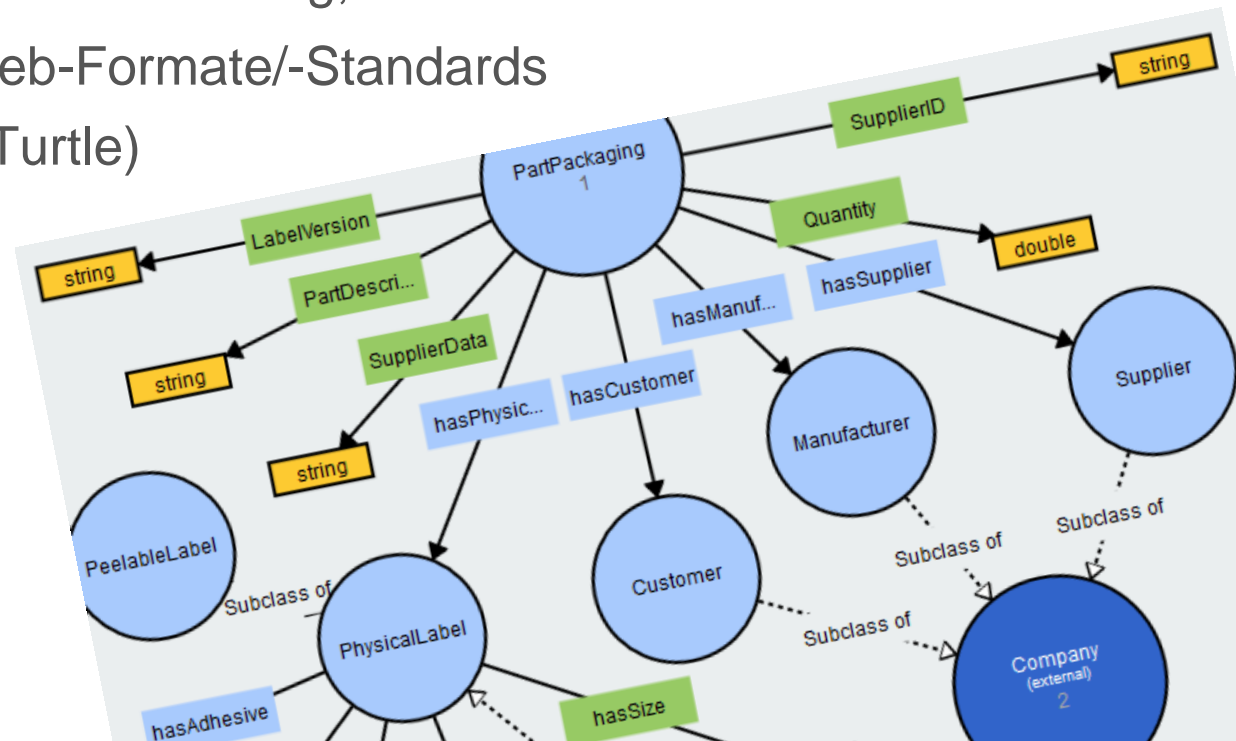 eb-Formate/-Standards
Turtle)
string
SupplierID
PartPackaging
1
LabelVersion
Quantity
string
double
PartDescri...
hasSupplier
hasManuf...
SupplierData
string
hasPhysic...
hasCustomer
Supplier
Manufacturer
string
PeelableLabel
Subclass of
Subclass of
Customer
Subclass of
PhysicalLabel
Subclass of
Company
(external)
2
hasAdhesive
hasSize